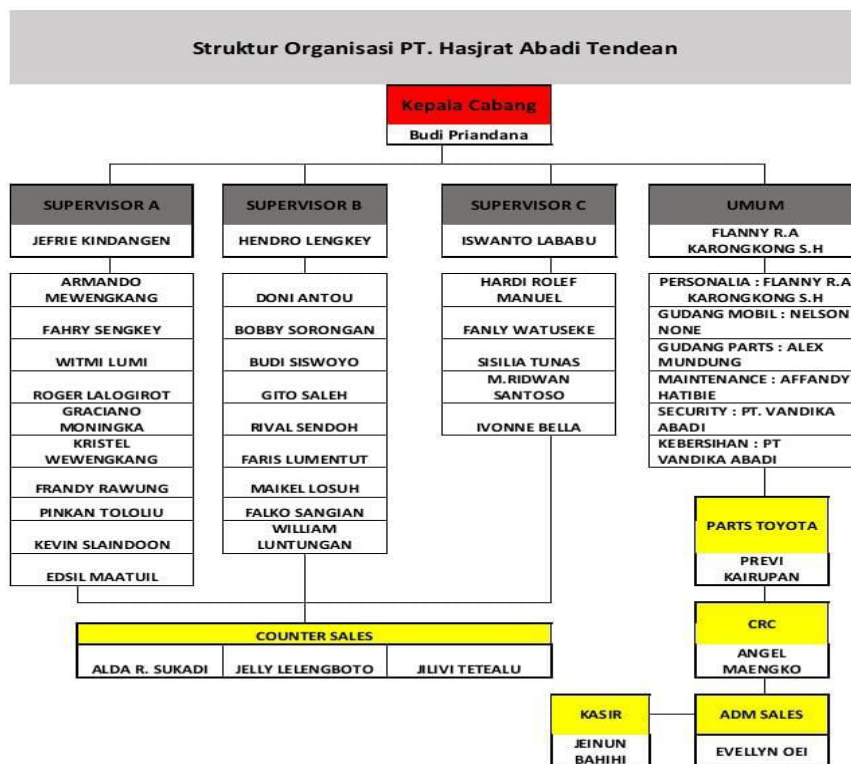 Struktur Organisasi PT. Hasjrat Abadi Tendean
Kepala Cabang
Budi Priandana
SUPERVISOR A
JEFRIE KINDANGEN
ARMANDO
MEWENGKANG
FAHRY SENGKEY
WITMI LUMI
ROGER LALOGIROT
GRACIANO
MONINGKA
KRISTEL
WEWENGKANG
FRANDY RAWUNG
PINKAN TOLOLIU
KEVIN SLAINDOON
EDSIL MAATUIL
SUPERVISOR B
HENDRO LENGKEY
DONI ANTOU
BOBBY SORONGAN
BUDI SISWOYO
GITO SALEH
RIVAL SENDOH
FARIS LUMENTUT
MAIKEL LOSUH
FALKO SANGIAN
WILLIAM
LUNTUNGAN
SUPERVISOR C
ISWANTO LABABU
HARDI ROLEF
MANUEL
FANLY WATUSEKE
SISILIA TUNAS
M.RIDWAN
SANTOSO
IVONNE BELLA
UMUM
FLANNY R.A
KARONGKONG S.H
PERSONALIA : FLANNY R.A
KARONGKONG S.H
GUDANG MOBIL : NELSON
NONE
GUDANG PARTS : ALEX
MUNDUNG
MAINTENANCE : AFFANDY
HATIBIE
SECURITY : PT. VANDIKA
ABADI
KEBERSIHAN : PT
VANDIKA ABADI
PARTS TOYOTA
PREVI
KAIRUPAN
CRC
ANGEL
MAENGKO
COUNTER SALES
ALDA R. SUKADI
JELLY LELENGBOTO
JILIVI TETEALU
KASIR
JEINUN
BAHIHI
ADM SALES
EVELLYN OEI